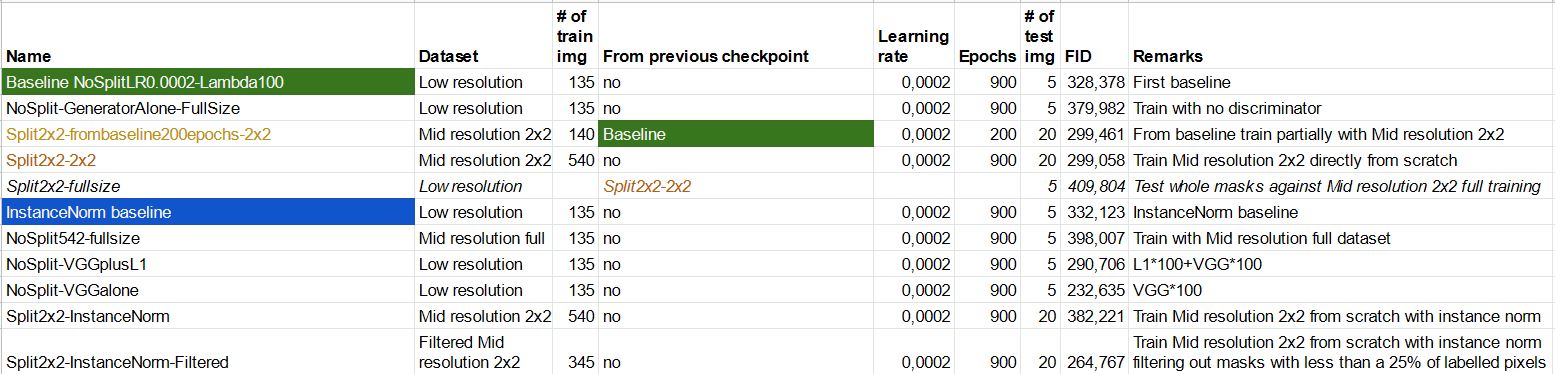 Name Dataset # of train img From previous checkpoint Learning rate Epochs # of test img FID Remarks
Baseline NoSplitLR0.0002-Lambda100 Low resolution 135 no 0,0002 900 5 328,378 First baseline
NoSplit-GeneratorAlone-FullSize Low resolution 135 no 0,0002 900 5 379,982 Train with no discriminator
Split2x2-frombaseline200epochs-2x2 Mid resolution 2x2 140 Baseline 0,0002 200 20 299,461 From baseline train partially with Mid resolution 2x2
Split2x2-2x2 Mid resolution 2x2 540 no 0,0002 900 20 299,058 Train Mid resolution 2x2 directly from scratch
Split2x2-fullsize Low resolution Split2x2-2x2 5 409,804 Test whole masks against Mid resolution 2x2 full training
InstanceNorm baseline Low resolution 135 no 0,0002 900 5 332,123 InstanceNorm baseline
NoSplit542-fullsize Mid resolution full 135 no 0,0002 900 5 398,007 Train with Mid resolution full dataset
NoSplit-VGGplusL1 Low resolution 135 no 0,0002 900 5 290,706 L1*100+VGG*100
NoSplit-VGGalone Low resolution 135 no 0,0002 900 5 232,635 VGG*100
Split2x2-InstanceNorm Mid resolution 2x2 540 no 0,0002 900 20 382,221 Train Mid resolution 2x2 from scratch with instance norm
Split2x2-InstanceNorm-Filtered Filtered Mid resolution 2x2 345 no 0,0002 900 20 264,767 Train Mid resolution 2x2 from scratch with instance norm filtering out masks with less than a 25% of labelled pixels